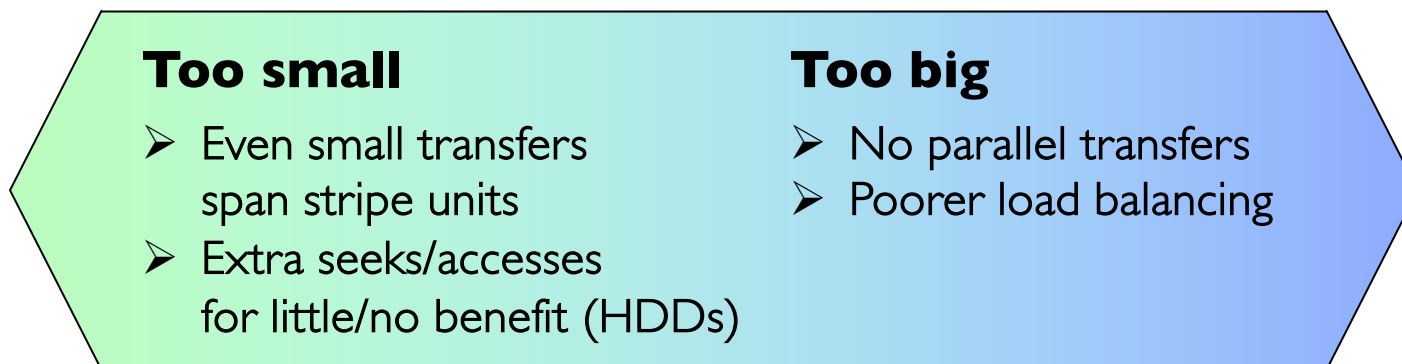 Too small
➢ Even small transfers
span stripe units
➢ Extra seeks/accesses
for little/no benefit (HDDs)
Too big
➢ No parallel transfers
➢ Poorer load balancing